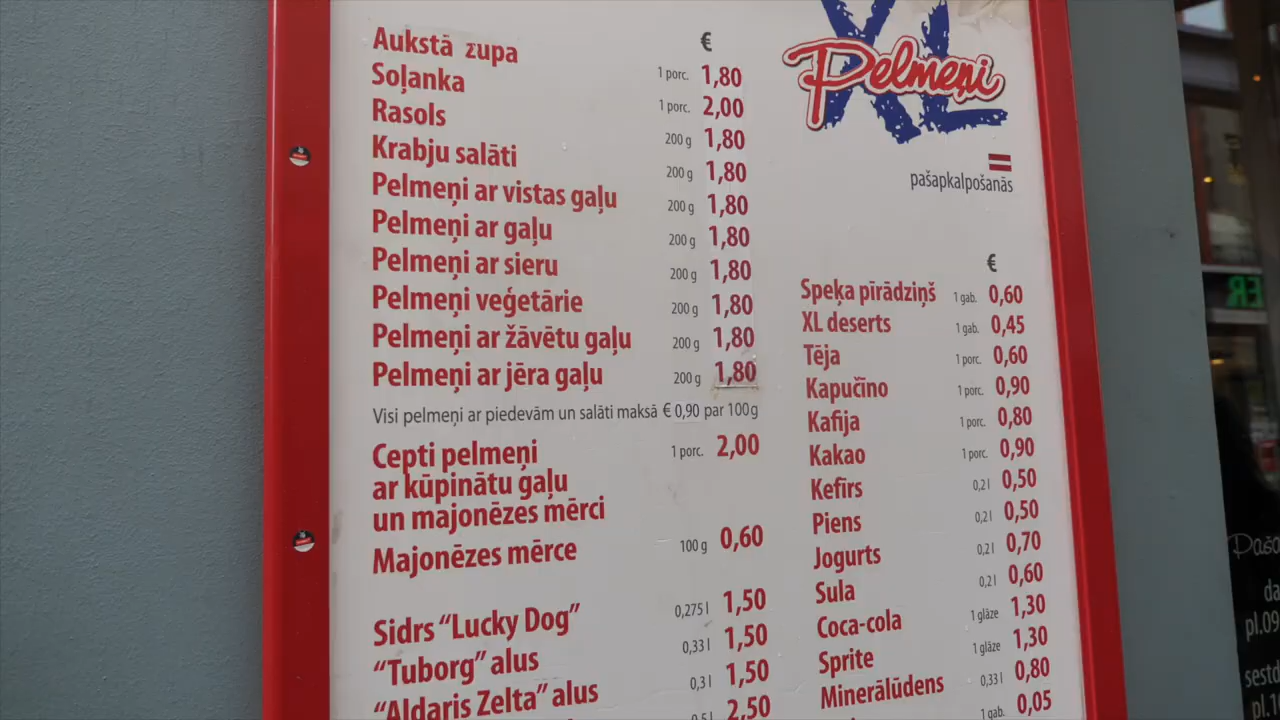 €
Aukstā zupa 1 porc. 1,80
Soļanka 1 porc. 2,00
Rasols 200 g 1,80
Krabju salāti 200 g 1,80
Pelmeņi ar vistas gaļu 200 g 1,80
Pelmeņi ar gaļu 200 g 1,80
Pelmeņi ar sieru 200 g 1,80
Pelmeņi veģetārie 200 g 1,80
Pelmeņi ar žāvētu gaļu 200 g 1,80
Pelmeņi ar jēra gaļu 200 g 1,80
Visi pelmeņi ar piedevām un salāti maksā € 0,90 par 100g
Cepti pelmeņi 1 porc. 2,00
ar kūpinātu gaļu
un majonēzes mērci
Majonēzes mērce 100 g 0,60
Sidrs “Lucky Dog” 0,275 l 1,50
“Tuborg” alus 0,33 l 1,50
“Aldaris Zelta” alus 0,3 l 1,50
0,5 l 2,50
XL Pelmeņi
pašapkalpošanās
€
Speķa pīrādziņš 1 gab. 0,60
XL deserts 1 gab. 0,45
Tēja 1 porc. 0,60
Kapučīno 1 porc. 0,90
Kafija 1 porc. 0,80
Kakao 1 porc. 0,90
Kefīrs 0,2 l 0,50
Piens 0,2 l 0,50
Jogurts 0,2 l 0,70
Sula 0,2 l 0,60
Coca-cola 1 glāze 1,30
Sprite 1 glāze 1,30
Minerālūdens 0,33 l 0,80
1 gab. 0,05